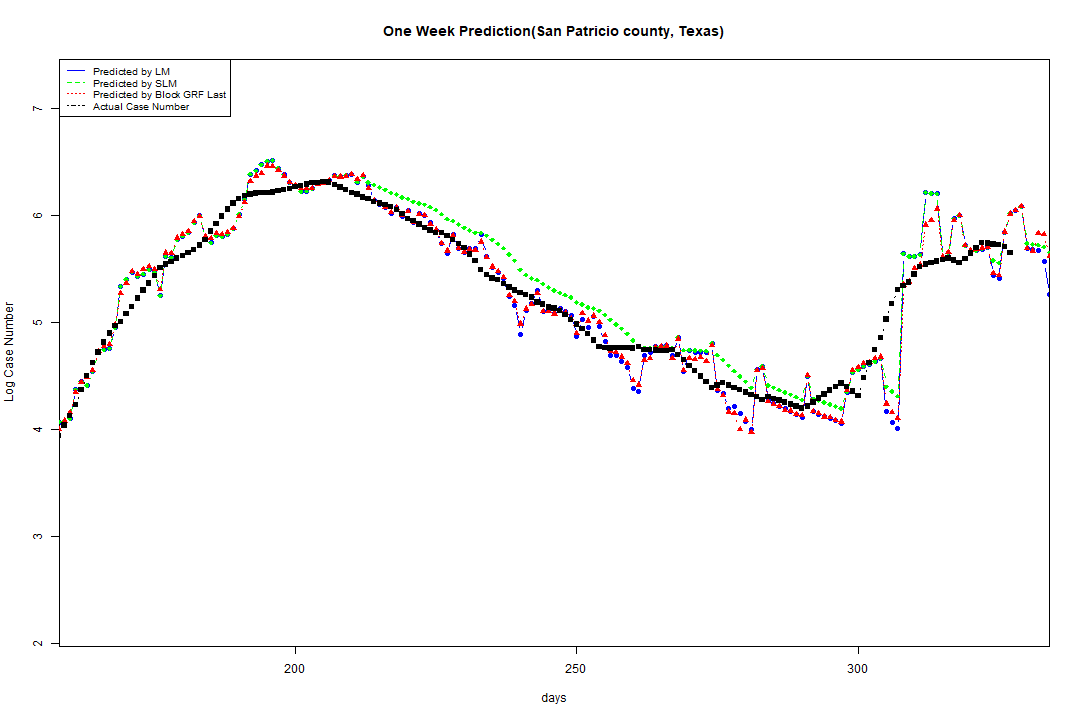 One Week Prediction(San Patricio county, Texas)
Predicted by LM
Predicted by SLM
Predicted by Block GRF Last
Actual Case Number
7
6
5
4
3
2
Log Case Number
200 250 300
days